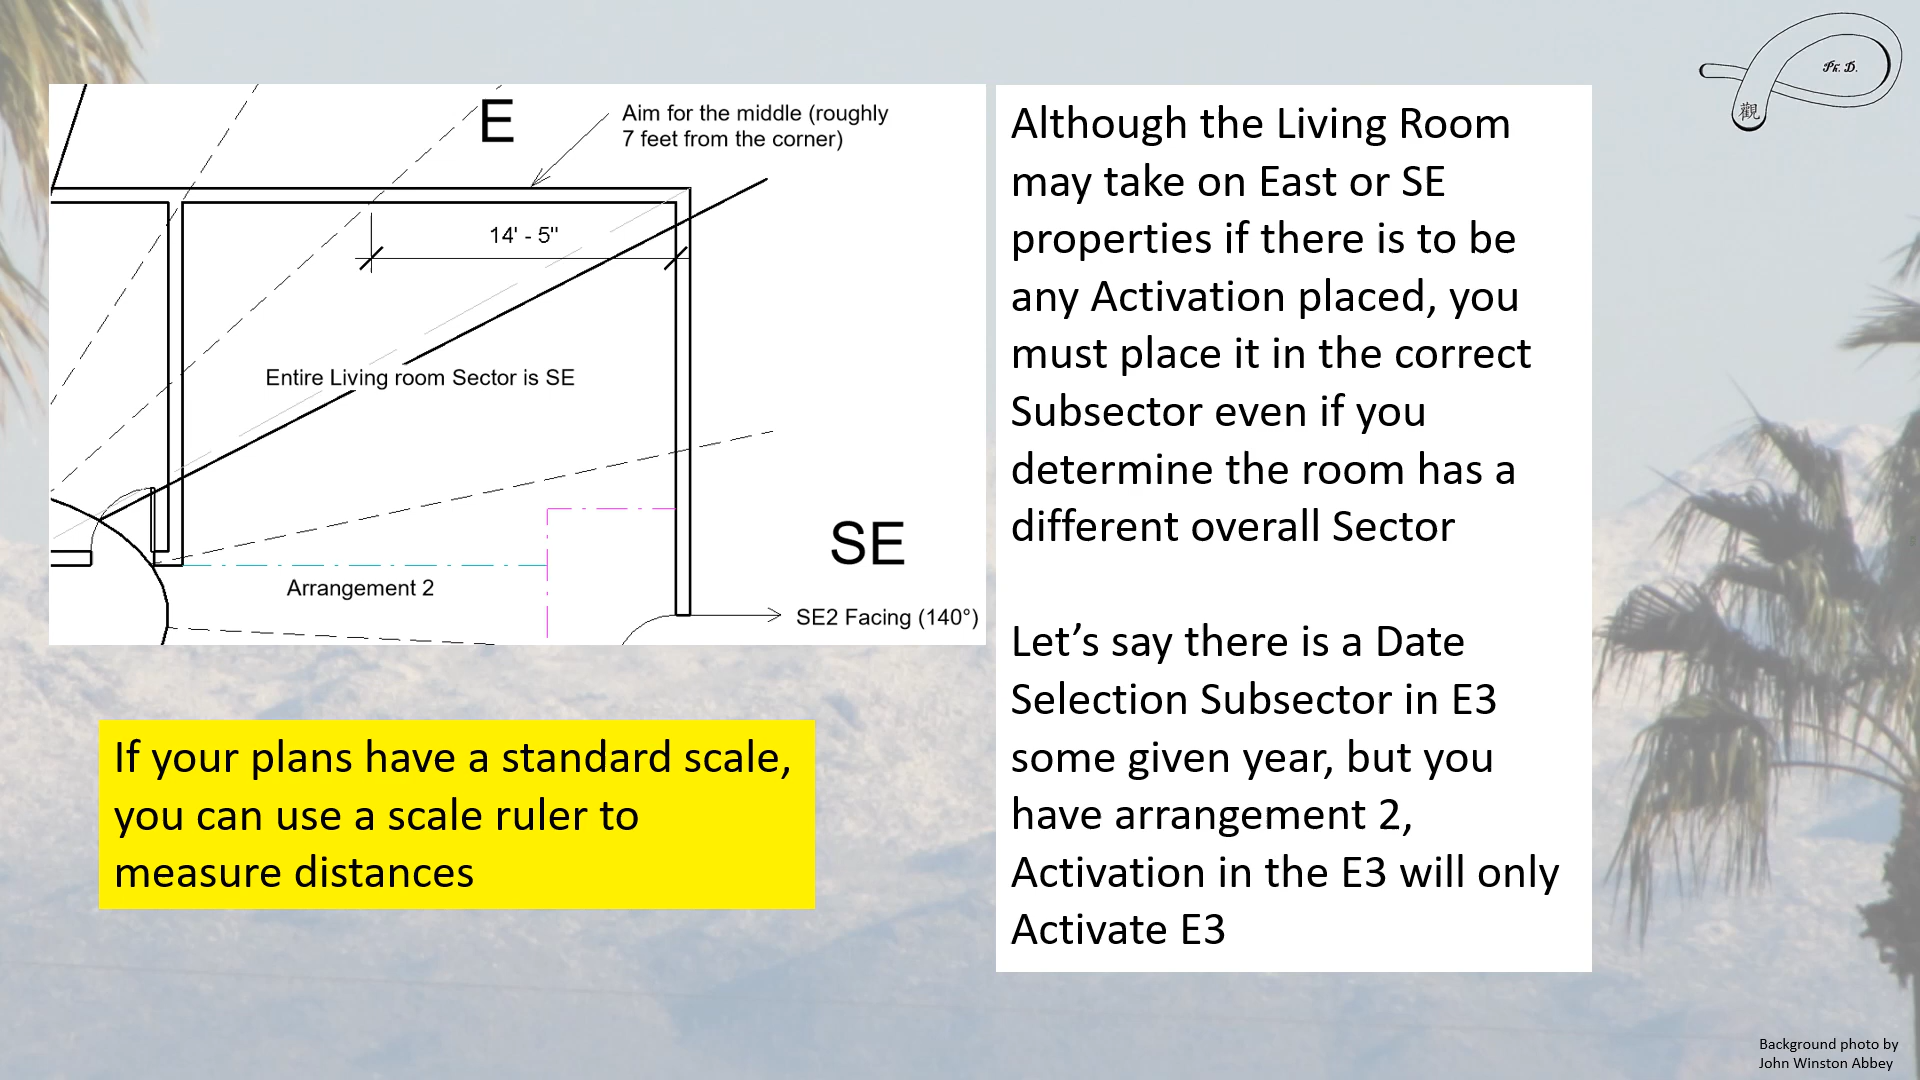 E
Aim for the middle (roughly
7 feet from the corner)
14' - 5"
Entire Living room Sector is SE
SE
Arrangement 2
SE2 Facing (140°)
If your plans have a standard scale,
you can use a scale ruler to
measure distances
Although the Living Room
may take on East or SE
properties if there is to be
any Activation placed, you
must place it in the correct
Subsector even if you
determine the room has a
different overall Sector
Let’s say there is a Date
Selection Subsector in E3
some given year, but you
have arrangement 2,
Activation in the E3 will only
Activate E3
Ph. D.
觀
Background photo by
John Winston Abbey